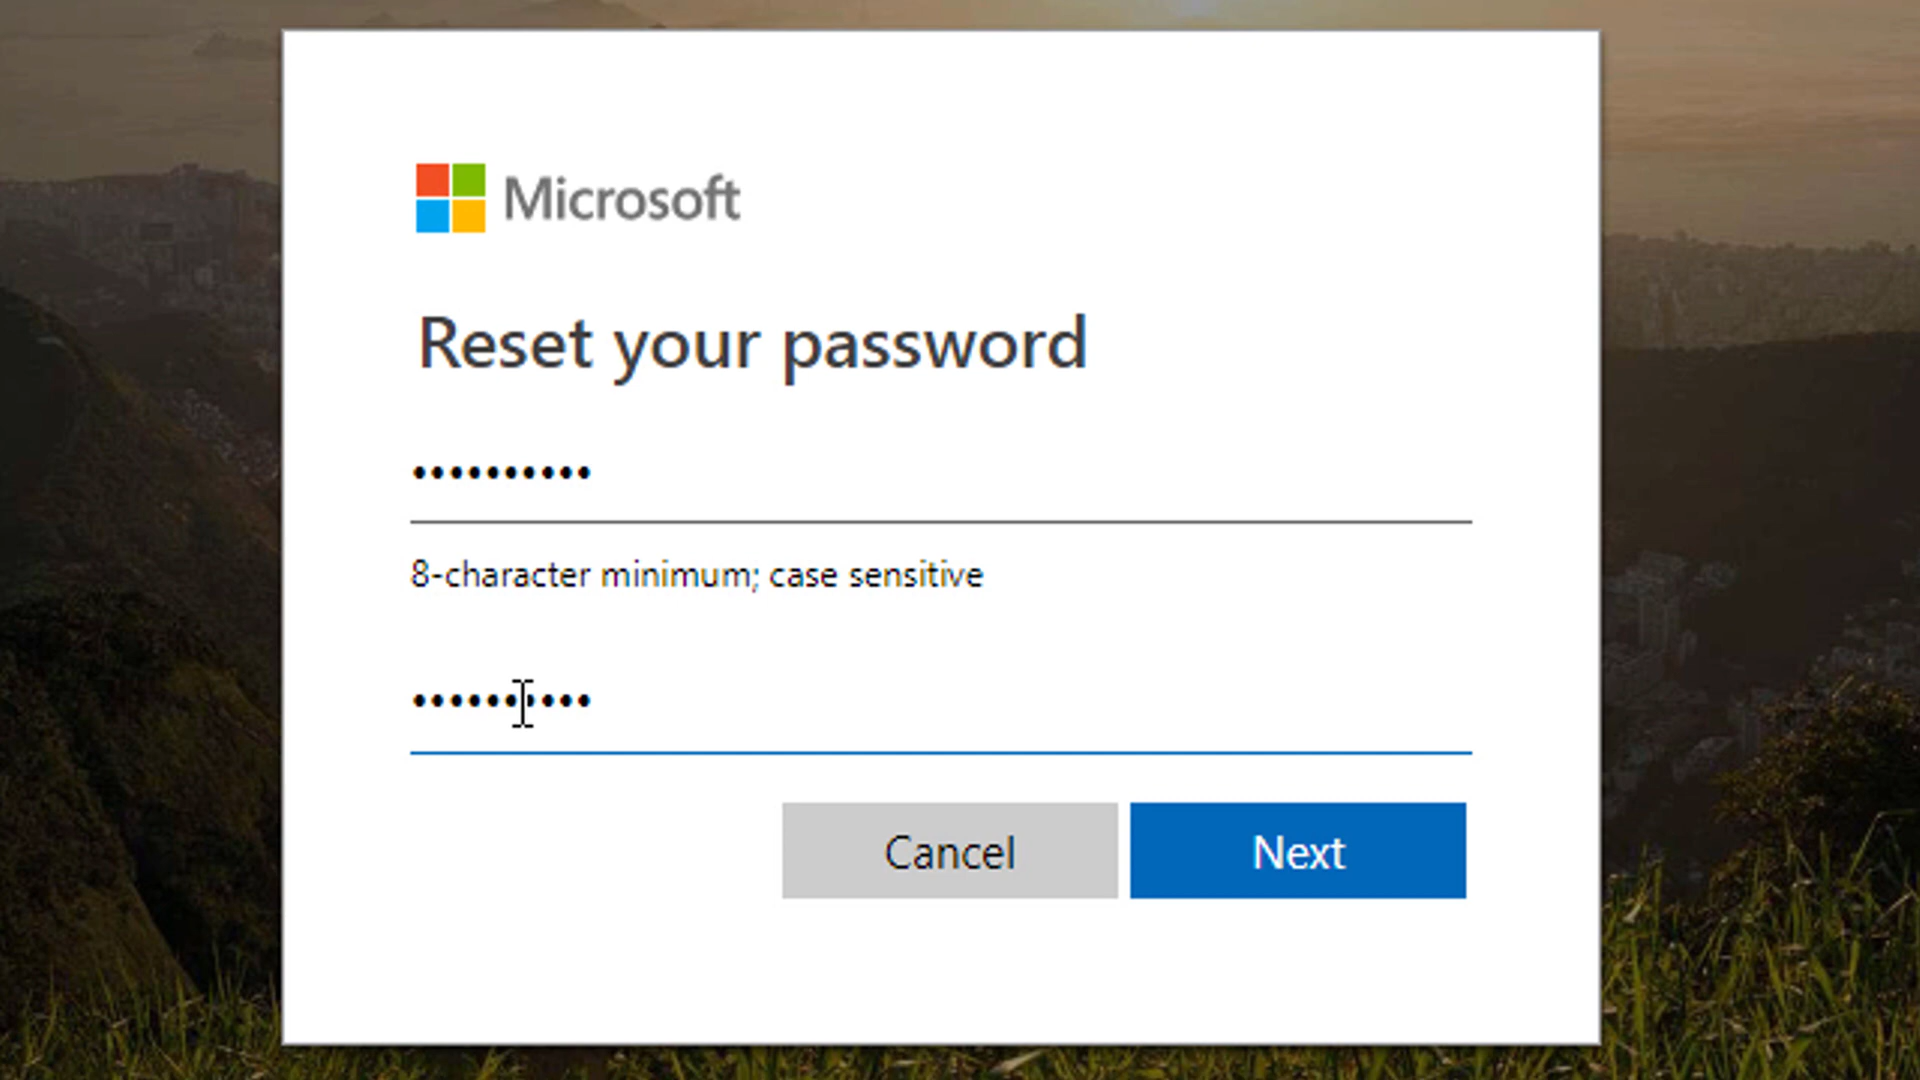 Microsoft
Reset your password
••••••••••
8-character minimum; case sensitive
••••••••••
Cancel
Next